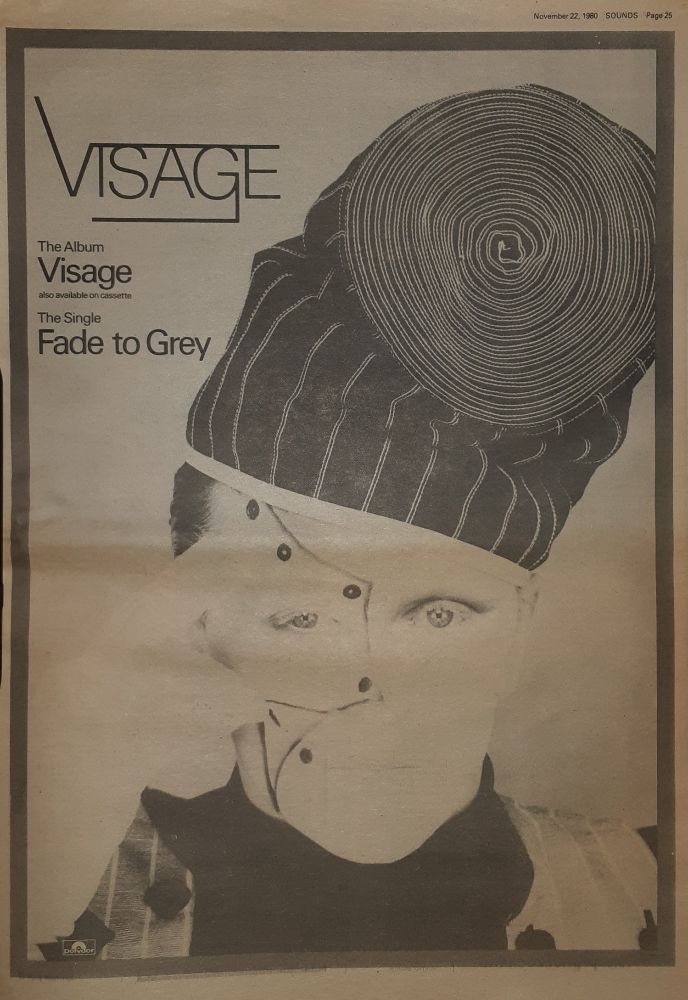 November 22, 1980 SOUNDS Page 25
VISAGE
The Album
Visage
also available on cassette
The Single
Fade to Grey
polydor